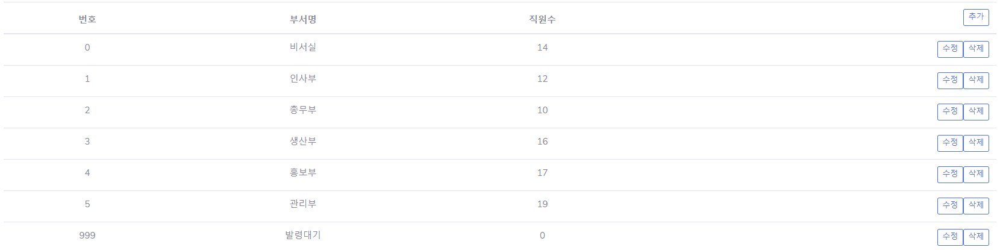 번호 부서명 직원수 추가
0 비서실 14 수정 삭제
1 인사부 12 수정 삭제
2 총무부 10 수정 삭제
3 생산부 16 수정 삭제
4 홍보부 17 수정 삭제
5 관리부 19 수정 삭제
999 발령대기 0 수정 삭제